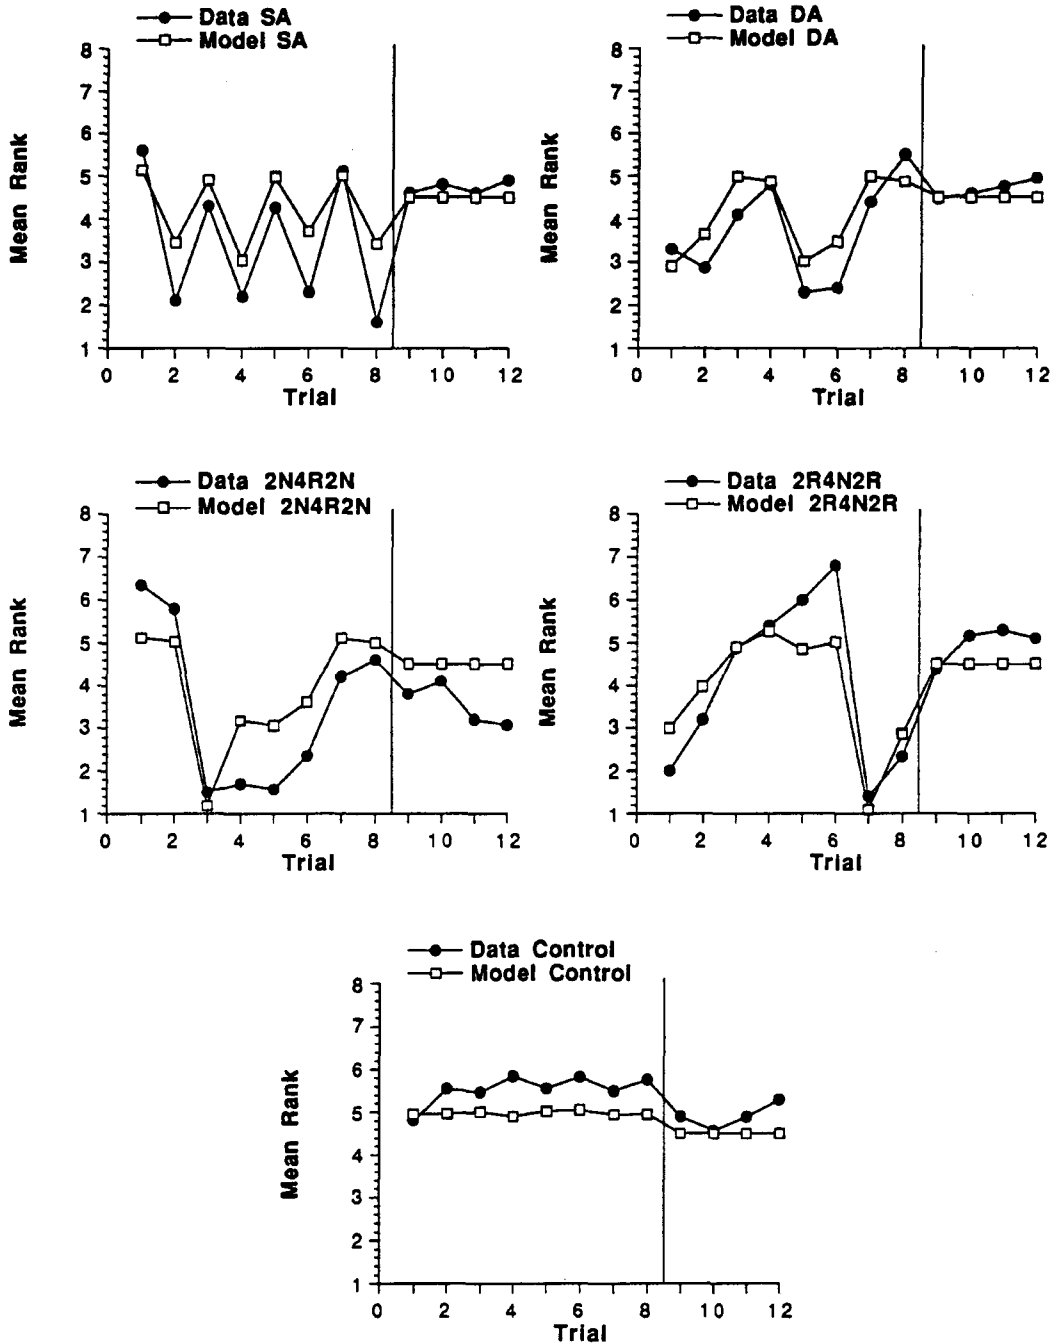 Data SA
Model SA
8
7
6
5
4
3
2
1
Mean Rank
0 2 4 6 8 10 12
Trial
Data DA
Model DA
8
7
6
5
4
3
2
1
Mean Rank
0 2 4 6 8 10 12
Trial
Data 2N4R2N
Model 2N4R2N
8
7
6
5
4
3
2
1
Mean Rank
0 2 4 6 8 10 12
Trial
Data 2R4N2R
Model 2R4N2R
8
7
6
5
4
3
2
1
Mean Rank
0 2 4 6 8 10 12
Trial
Data Control
Model Control
8
7
6
5
4
3
2
1
Mean Rank
0 2 4 6 8 10 12
Trial